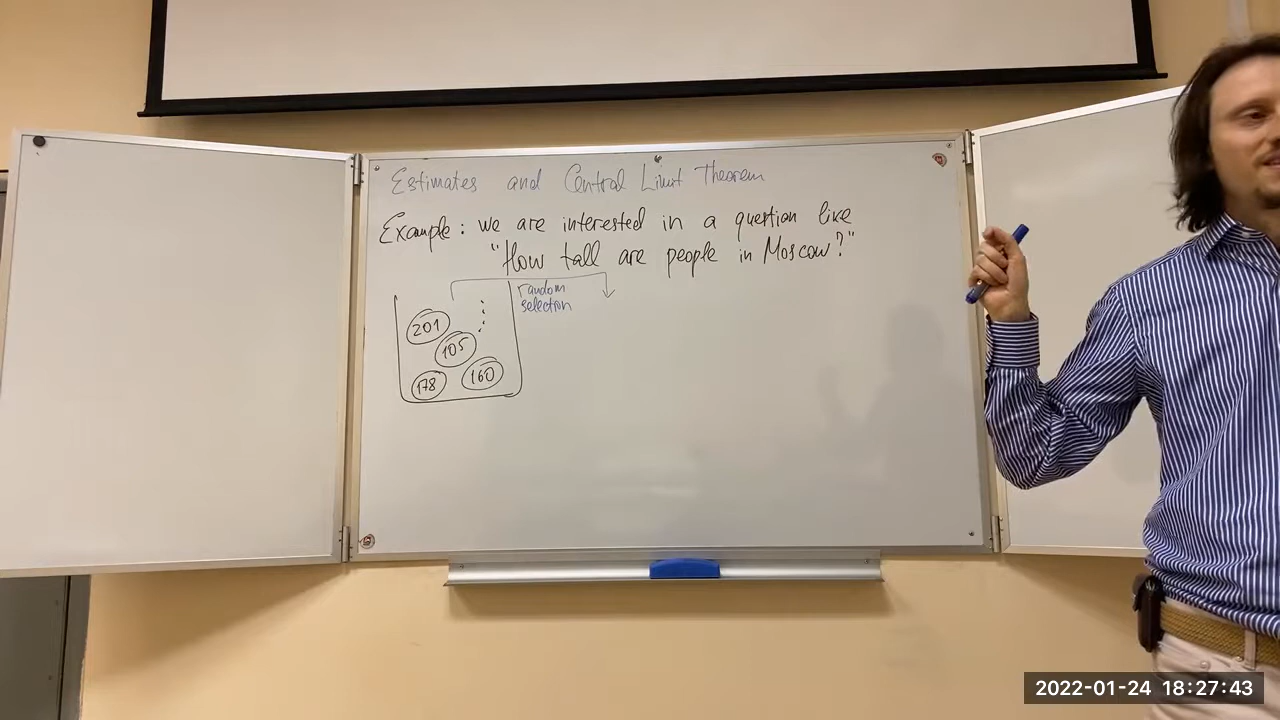 Estimates and Central Limit Theorem
Example: we are interested in a question like
"How tall are people in Moscow?"
random
selection
201
105
178
160
2022-01-24 18:27:43